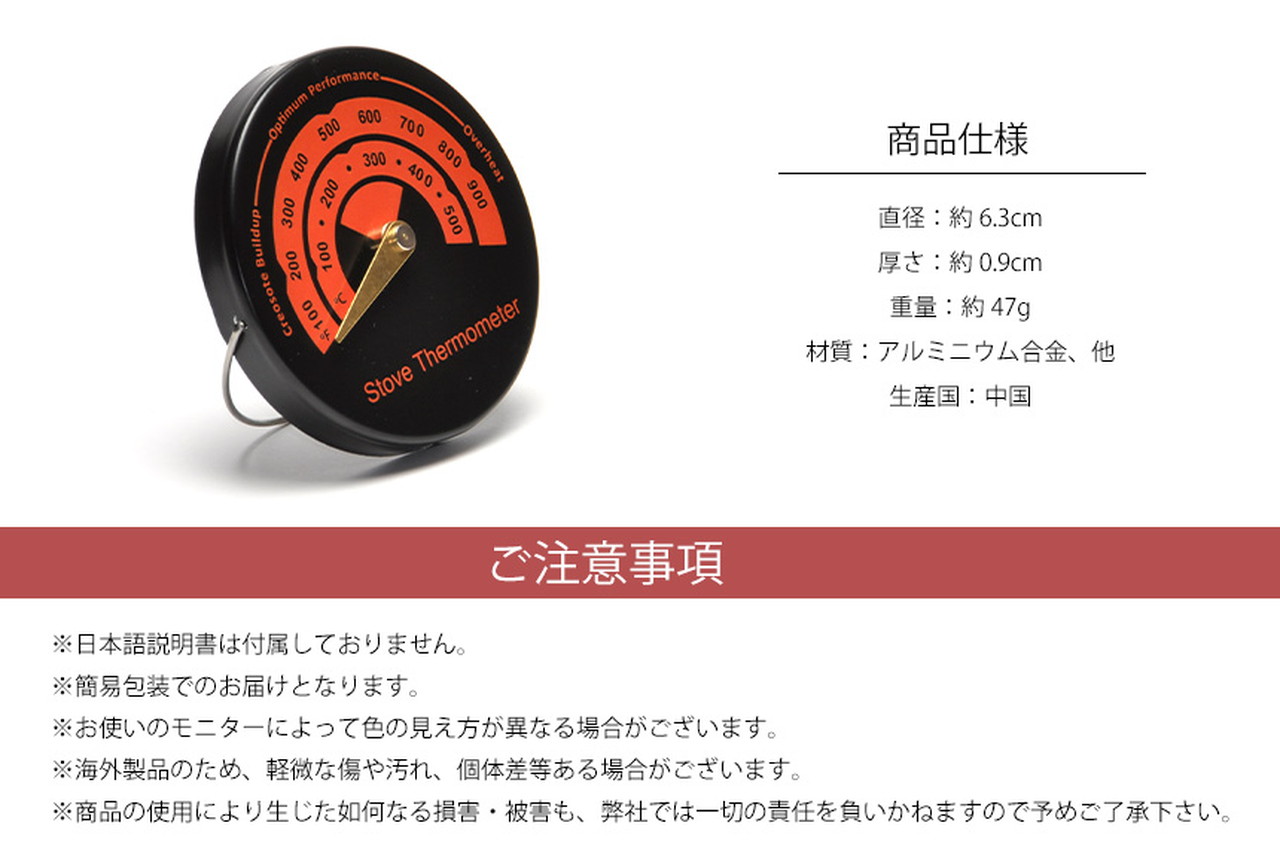 Creosote Buildup
Optimum Performance
Overheat
°F 100 200 300 400 500 600 700 800 900
°C 100 • 200 • 300 • 400 • 500
Stove Thermometer
商品仕様
直径：約 6.3cm
厚さ：約 0.9cm
重量：約 47g
材質：アルミニウム合金、他
生産国：中国
ご注意事項
※日本語説明書は付属しておりません。
※簡易包装でのお届けとなります。
※お使いのモニターによって色の見え方が異なる場合がございます。
※海外製品のため、軽微な傷や汚れ、個体差等ある場合がございます。
※商品の使用により生じた如何なる損害・被害も、弊社では一切の責任を負いかねますので予めご了承下さい。